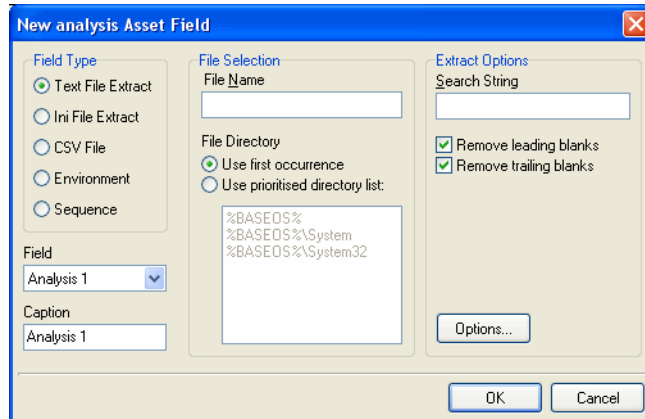 New analysis Asset Field
Field Type
Text File Extract
Ini File Extract
CSV File
Environment
Sequence
Field
Analysis 1
Caption
Analysis 1
File Selection
File Name
File Directory
Use first occurrence
Use prioritised directory list:
%BASEOS%
%BASEOS%\System
%BASEOS%\System32
Extract Options
Search String
Remove leading blanks
Remove trailing blanks
Options...
OK
Cancel